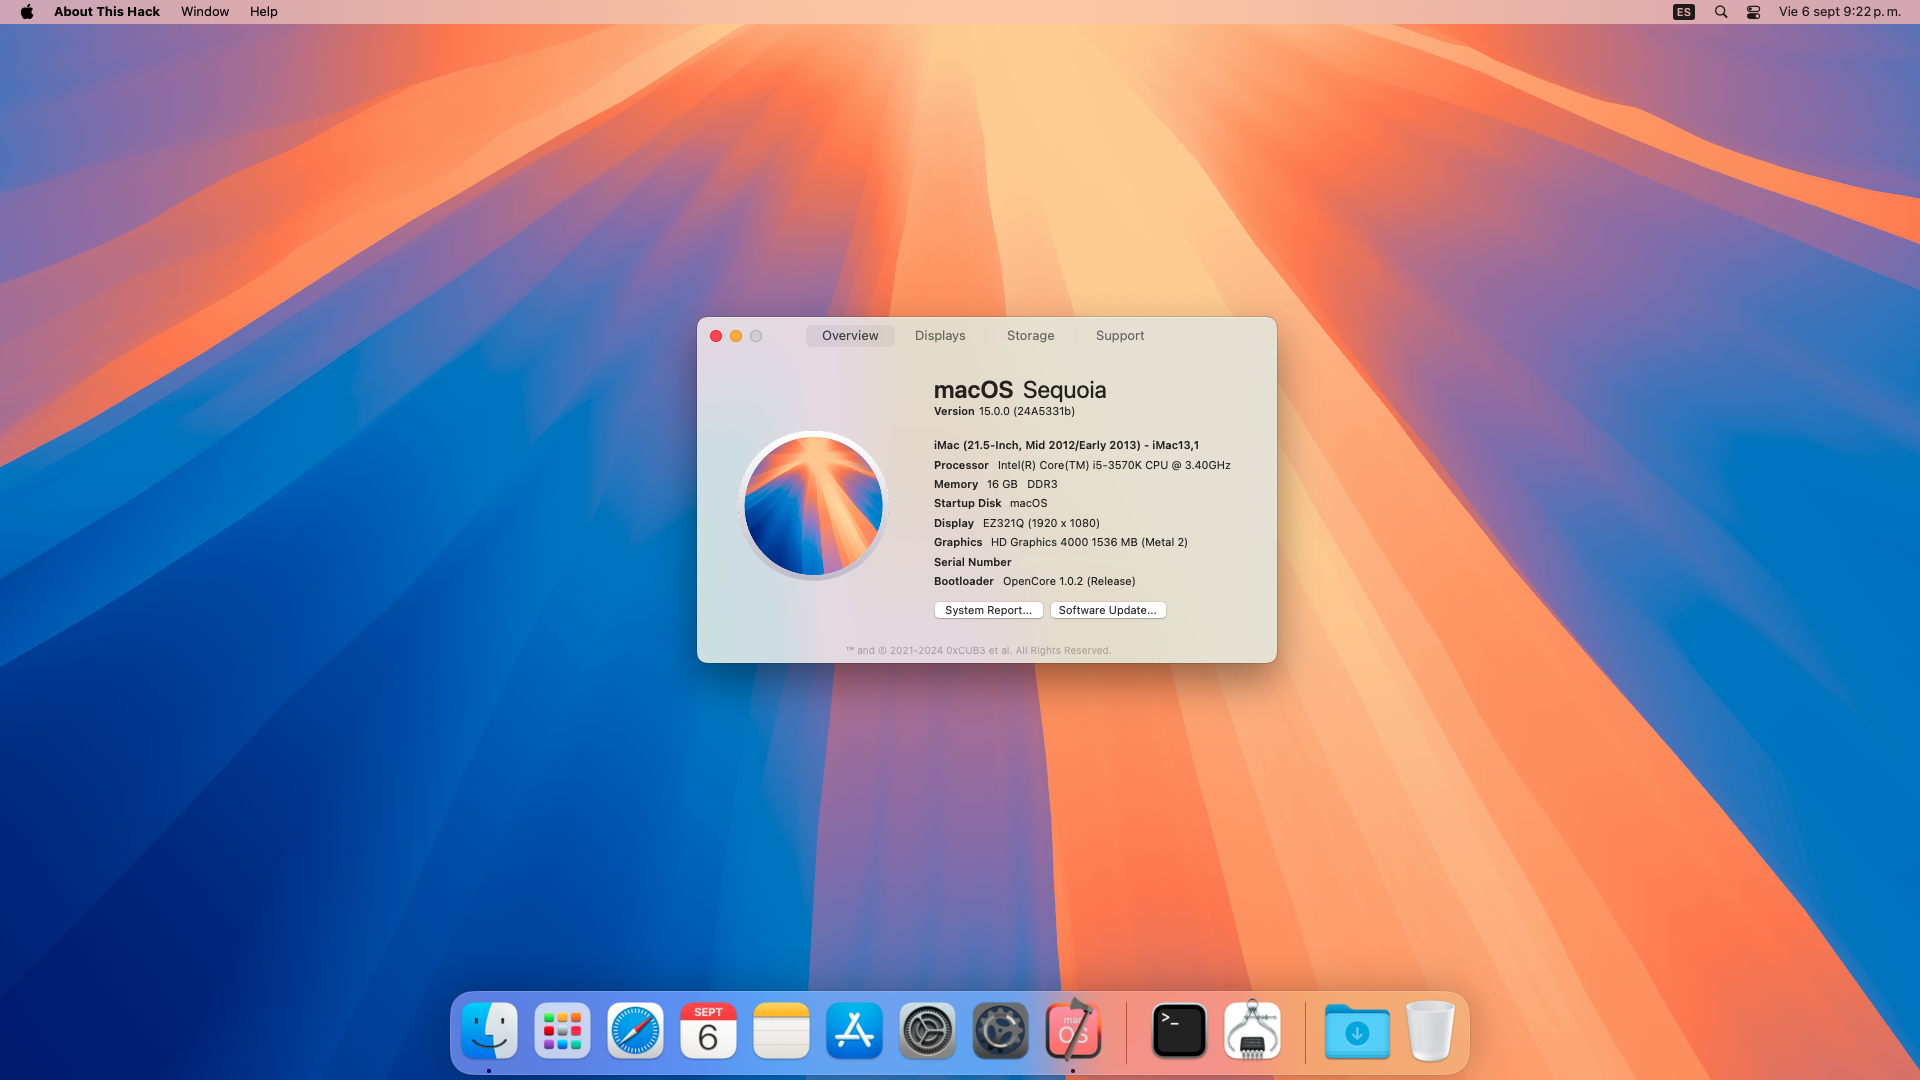 About This Hack Window Help ES Vie 6 sept 9:22 p. m.
Overview Displays Storage Support
macOS Sequoia
Version 15.0.0 (24A5331b)
iMac (21.5-Inch, Mid 2012/Early 2013) - iMac13,1
Processor Intel(R) Core(TM) i5-3570K CPU @ 3.40GHz
Memory 16 GB DDR3
Startup Disk macOS
Display EZ321Q (1920 x 1080)
Graphics HD Graphics 4000 1536 MB (Metal 2)
Serial Number
Bootloader OpenCore 1.0.2 (Release)
System Report... Software Update...
™ and © 2021-2024 0xCUB3 et al. All Rights Reserved.
SEPT
6
mac
OS
>_